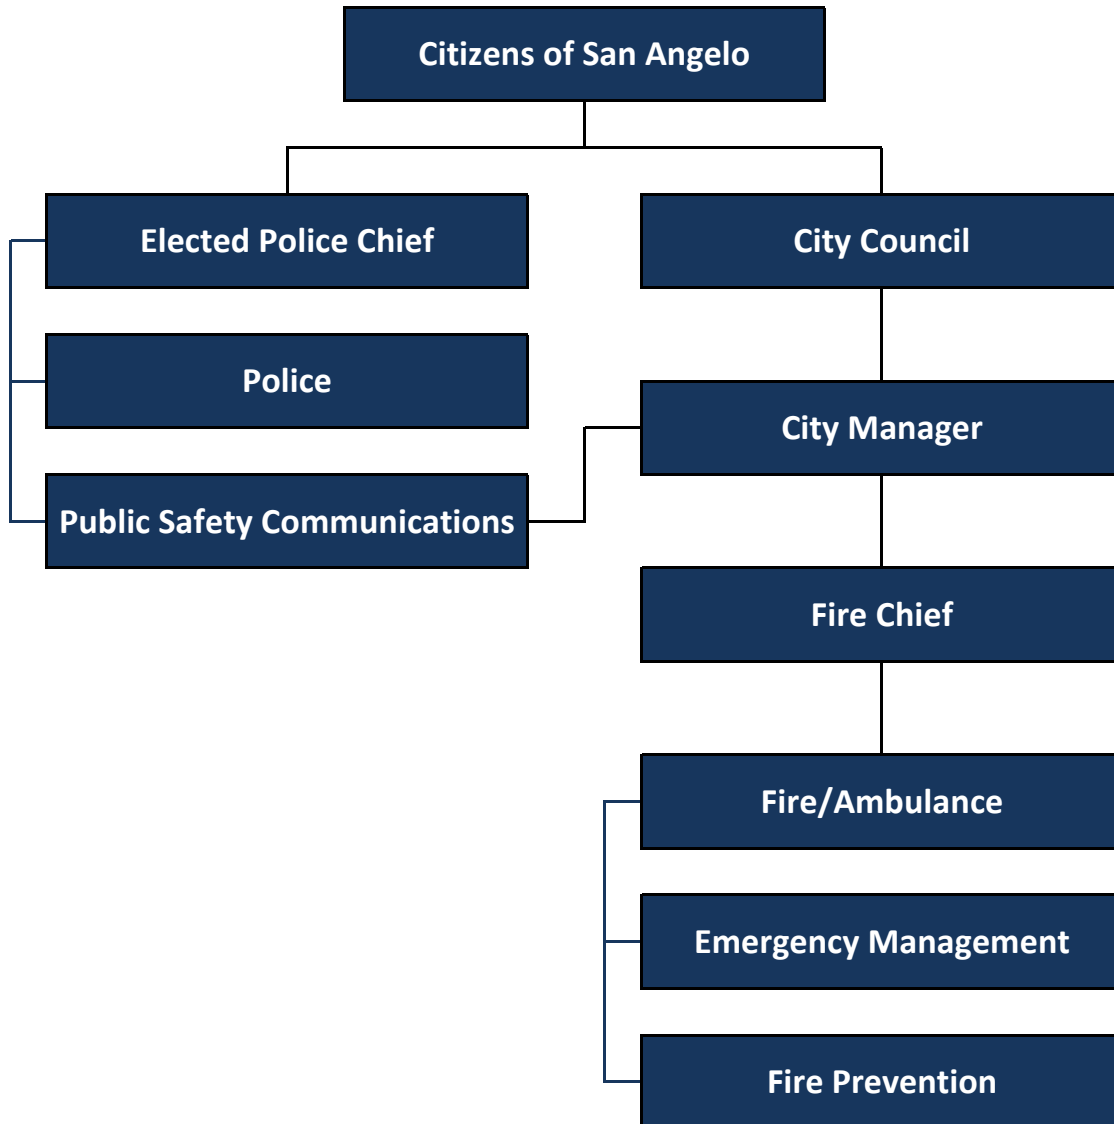 Citizens of San Angelo
Elected Police Chief
City Council
Police
City Manager
Public Safety Communications
Fire Chief
Fire/Ambulance
Emergency Management
Fire Prevention